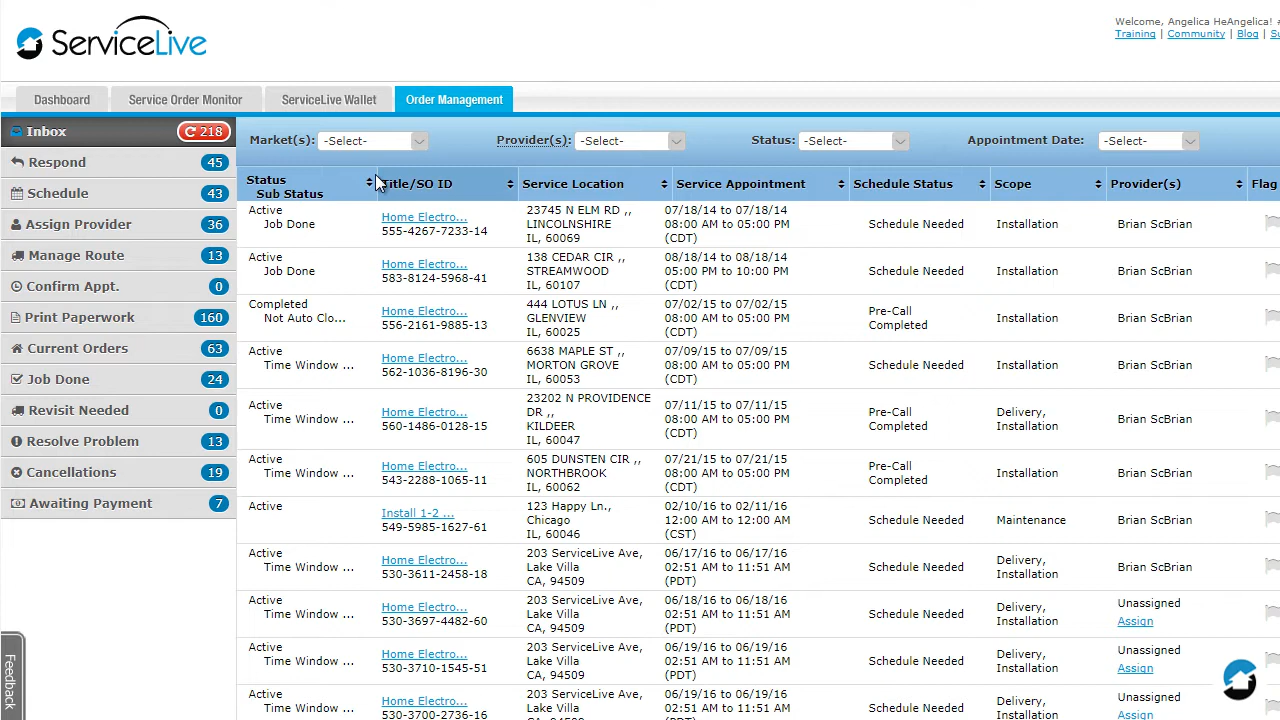 Welcome, Angelica HeAngelica!
Training | Community | Blog |
ServiceLive
Dashboard
Service Order Monitor
ServiceLive Wallet
Order Management
Inbox 218
Respond 45
Schedule 43
Assign Provider 36
Manage Route 13
Confirm Appt. 0
Print Paperwork 160
Current Orders 63
Job Done 24
Revisit Needed 0
Resolve Problem 13
Cancellations 19
Awaiting Payment 7
Feedback
Market(s): -Select- Provider(s): -Select- Status: -Select- Appointment Date: -Select-
Status
Sub Status
Title/SO ID
Service Location
Service Appointment
Schedule Status
Scope
Provider(s)
Flag
Active
Job Done
Home Electro...
555-4267-7233-14
23745 N ELM RD ,,
LINCOLNSHIRE
IL, 60069
07/18/14 to 07/18/14
08:00 AM to 05:00 PM
(CDT)
Schedule Needed
Installation
Brian ScBrian
Active
Job Done
Home Electro...
583-8124-5968-41
138 CEDAR CIR ,,
STREAMWOOD
IL, 60107
08/18/14 to 08/18/14
05:00 PM to 10:00 PM
(CDT)
Schedule Needed
Installation
Brian ScBrian
Completed
Not Auto Clo...
Home Electro...
556-2161-9885-13
444 LOTUS LN ,,
GLENVIEW
IL, 60025
07/02/15 to 07/02/15
08:00 AM to 05:00 PM
(CDT)
Pre-Call
Completed
Installation
Brian ScBrian
Active
Time Window ...
Home Electro...
562-1036-8196-30
6638 MAPLE ST ,,
MORTON GROVE
IL, 60053
07/09/15 to 07/09/15
08:00 AM to 05:00 PM
(CDT)
Schedule Needed
Installation
Brian ScBrian
Active
Time Window ...
Home Electro...
560-1486-0128-15
23202 N PROVIDENCE
DR ,,
KILDEER
IL, 60047
07/11/15 to 07/11/15
08:00 AM to 05:00 PM
(CDT)
Pre-Call
Completed
Delivery,
Installation
Brian ScBrian
Active
Time Window ...
Home Electro...
543-2288-1065-11
605 DUNSTEN CIR ,,
NORTHBROOK
IL, 60062
07/21/15 to 07/21/15
08:00 AM to 05:00 PM
(CDT)
Pre-Call
Completed
Installation
Brian ScBrian
Active
Install 1-2 ...
549-5985-1627-61
123 Happy Ln.,
Chicago
IL, 60046
02/10/16 to 02/11/16
12:00 AM to 12:00 AM
(CST)
Schedule Needed
Maintenance
Brian ScBrian
Active
Time Window ...
Home Electro...
530-3611-2458-18
203 ServiceLive Ave,
Lake Villa
CA, 94509
06/17/16 to 06/17/16
02:51 AM to 11:51 AM
(PDT)
Schedule Needed
Delivery,
Installation
Brian ScBrian
Active
Time Window ...
Home Electro...
530-3697-4482-60
203 ServiceLive Ave,
Lake Villa
CA, 94509
06/18/16 to 06/18/16
02:51 AM to 11:51 AM
(PDT)
Schedule Needed
Delivery,
Installation
Unassigned
Assign
Active
Time Window ...
Home Electro...
530-3710-1545-51
203 ServiceLive Ave,
Lake Villa
CA, 94509
06/19/16 to 06/19/16
02:51 AM to 11:51 AM
(PDT)
Schedule Needed
Delivery,
Installation
Unassigned
Assign
Active
Time Window ...
Home Electro...
530-3700-2736-16
203 ServiceLive Ave,
Lake Villa
06/19/16 to 06/19/16
02:51 AM to 11:51 AM
Schedule Needed
Delivery,
Installation
Unassigned
Assign